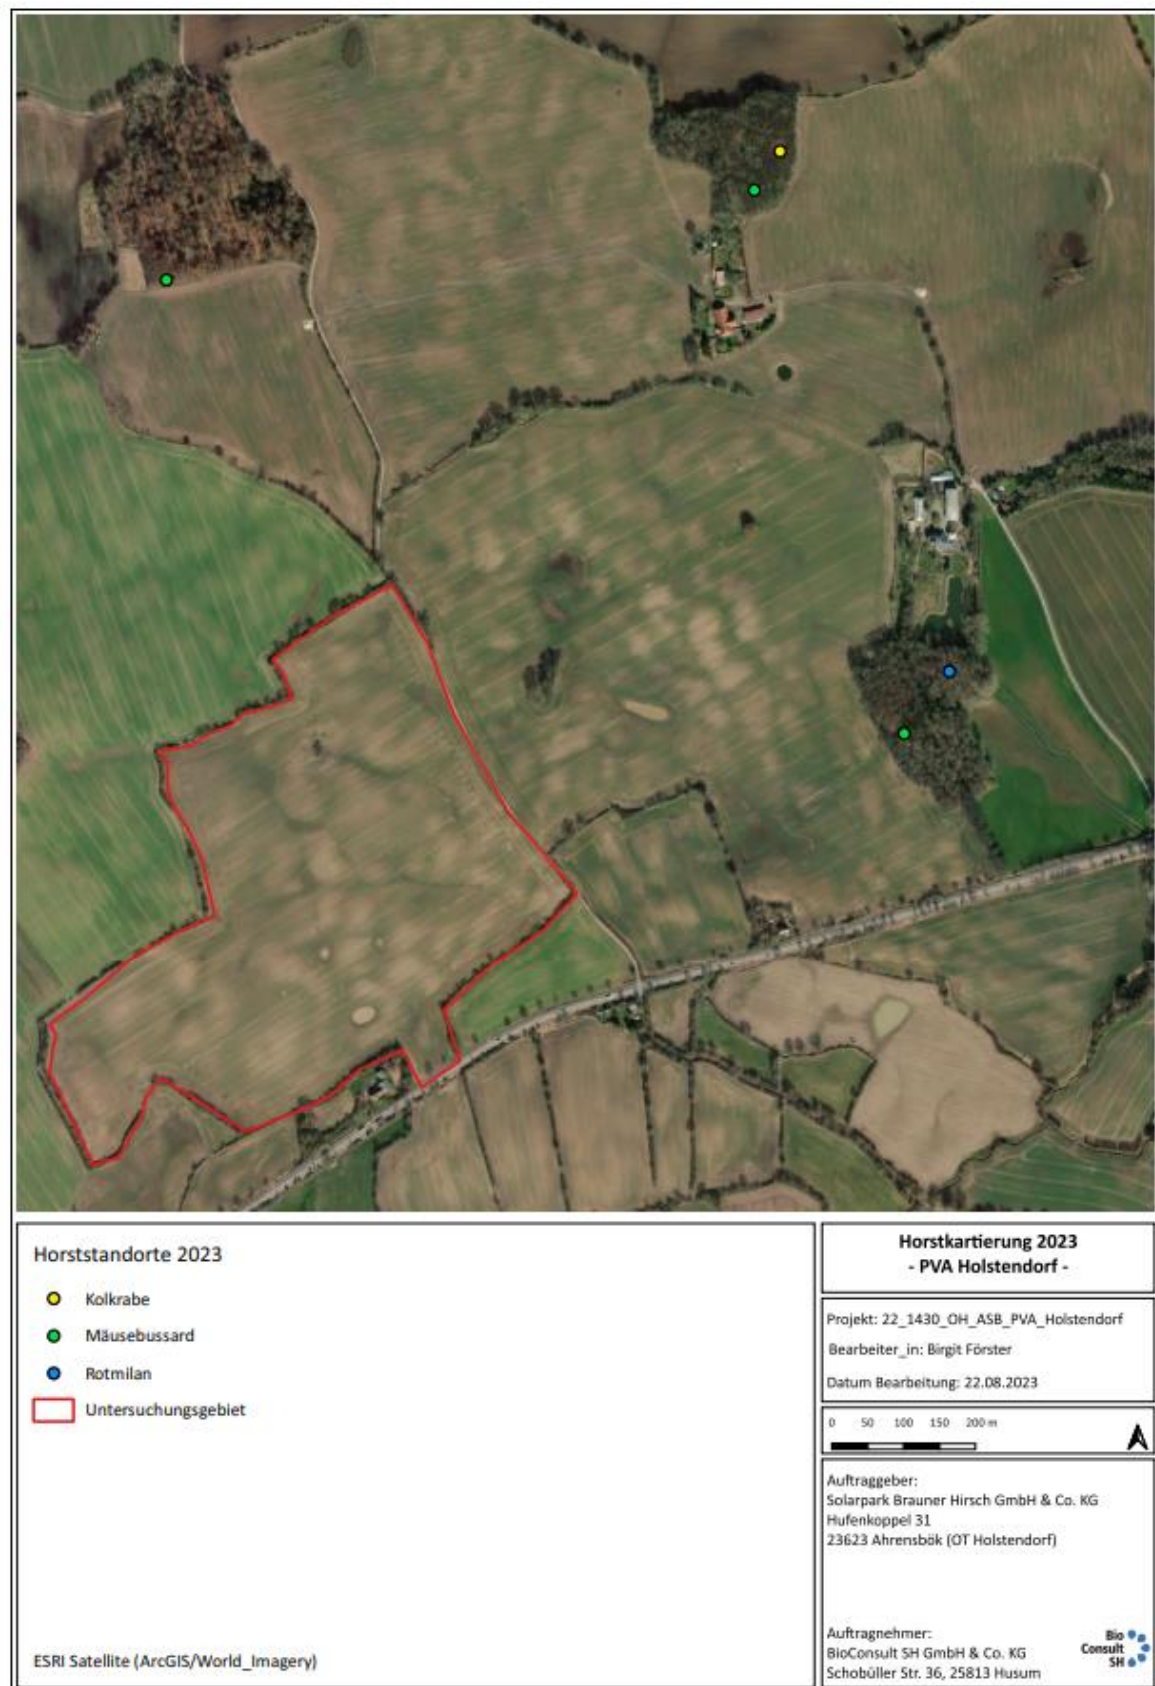 Horststandorte 2023
Kolkrabe
Mäusebussard
Rotmilan
Untersuchungsgebiet
ESRI Satellite (ArcGIS/World_Imagery)
Horstkartierung 2023
- PVA Holstendorf -
Projekt: 22_1430_OH_ASB_PVA_Holstendorf
Bearbeiter_in: Birgit Förster
Datum Bearbeitung: 22.08.2023
0 50 100 150 200 m
Auftraggeber:
Solarpark Brauner Hirsch GmbH & Co. KG
Hufenkoppel 31
23623 Ahrensbök (OT Holstendorf)
Auftragnehmer:
BioConsult SH GmbH & Co. KG
Schobüller Str. 36, 25813 Husum
Bio
Consult
SH